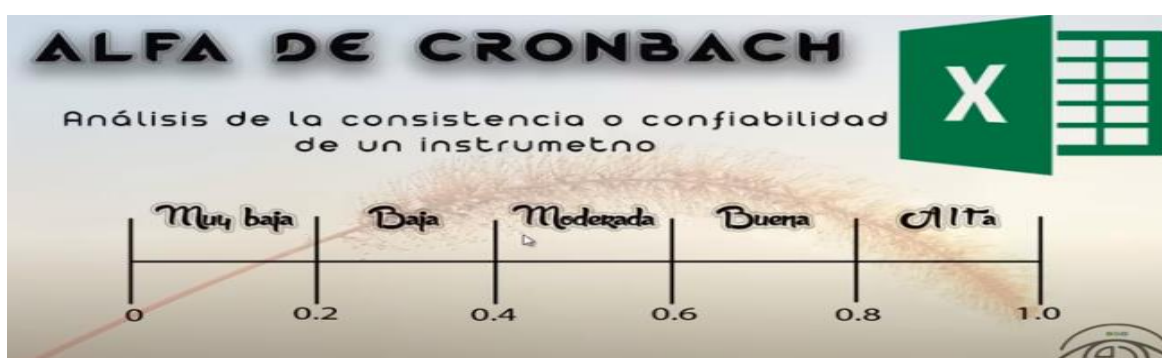 ALFA DE CRONBACH
X
Análisis de la consistencia o confiabilidad
de un instrumetno
Muy baja Baja Moderada Buena Alta
0 0.2 0.4 0.6 0.8 1.0